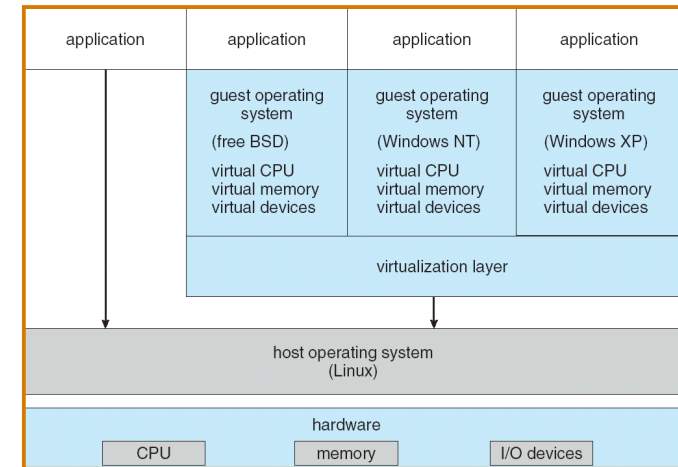 application
application
application
application
guest operating
system
(free BSD)
virtual CPU
virtual memory
virtual devices
guest operating
system
(Windows NT)
virtual CPU
virtual memory
virtual devices
guest operating
system
(Windows XP)
virtual CPU
virtual memory
virtual devices
virtualization layer
host operating system
(Linux)
hardware
CPU
memory
I/O devices